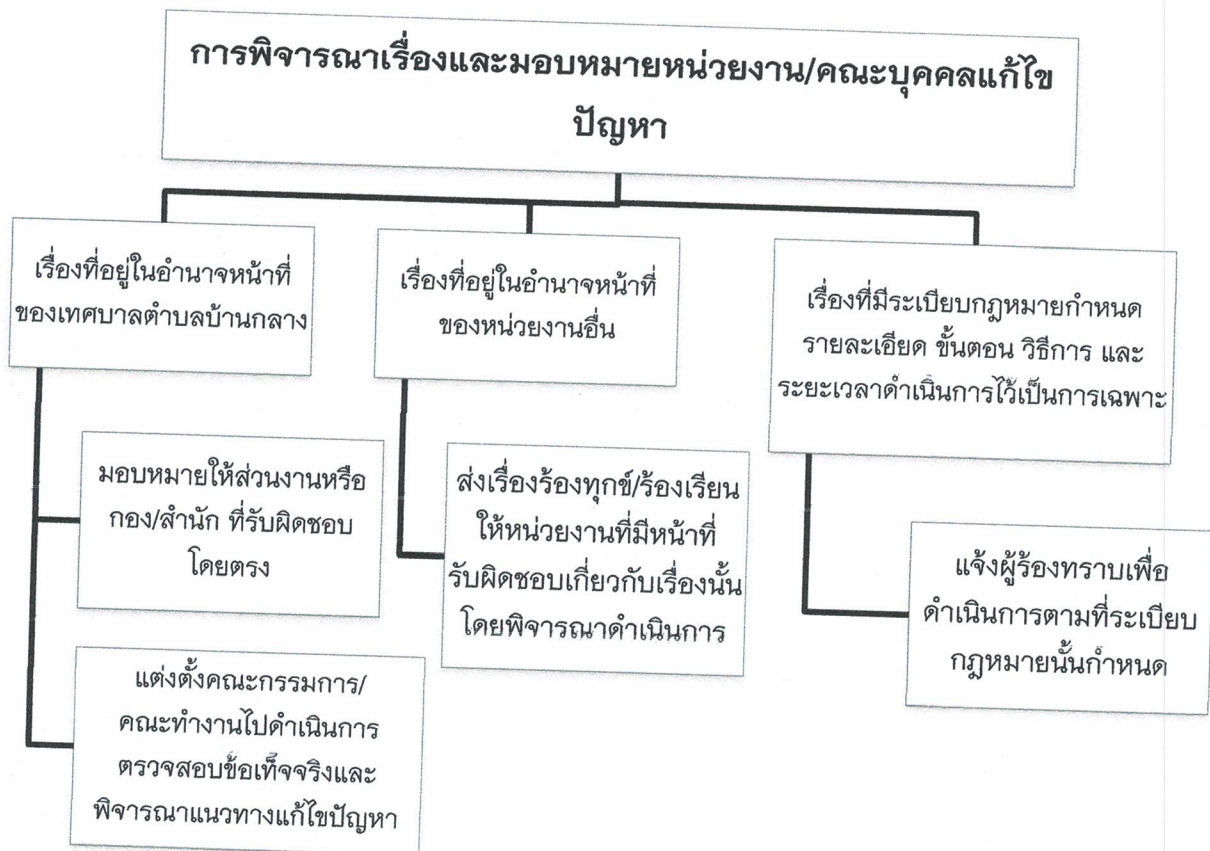 การพิจารณาเรื่องและมอบหมายหน่วยงาน/คณะบุคคลแก้ไข
ปัญหา
เรื่องที่อยู่ในอำนาจหน้าที่
ของเทศบาลตำบลบ้านกลาง
มอบหมายให้ส่วนงานหรือ
กอง/สำนัก ที่รับผิดชอบ
โดยตรง
แต่งตั้งคณะกรรมการ/
คณะทำงานไปดำเนินการ
ตรวจสอบข้อเท็จจริงและ
พิจารณาแนวทางแก้ไขปัญหา
เรื่องที่อยู่ในอำนาจหน้าที่
ของหน่วยงานอื่น
ส่งเรื่องร้องทุกข์/ร้องเรียน
ให้หน่วยงานที่มีหน้าที่
รับผิดชอบเกี่ยวกับเรื่องนั้น
โดยพิจารณาดำเนินการ
เรื่องที่มีระเบียบกฎหมายกำหนด
รายละเอียด ขั้นตอน วิธีการ และ
ระยะเวลาดำเนินการไว้เป็นการเฉพาะ
แจ้งผู้ร้องทราบเพื่อ
ดำเนินการตามที่ระเบียบ
กฎหมายนั้นกำหนด